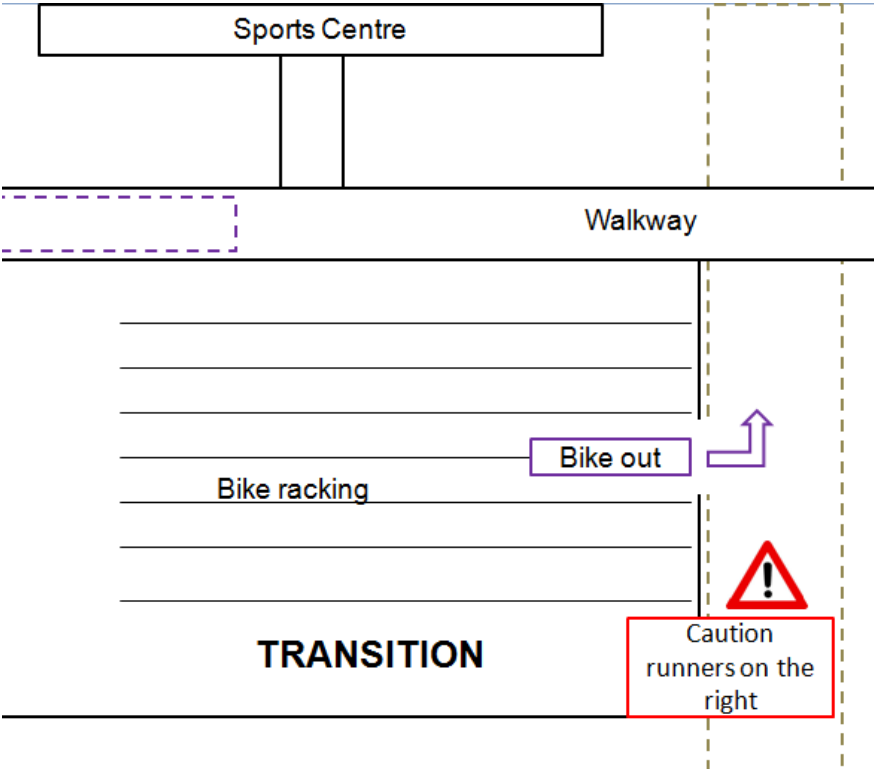 Sports Centre
Walkway
Bike out
Bike racking
TRANSITION
Caution
runners on the
right